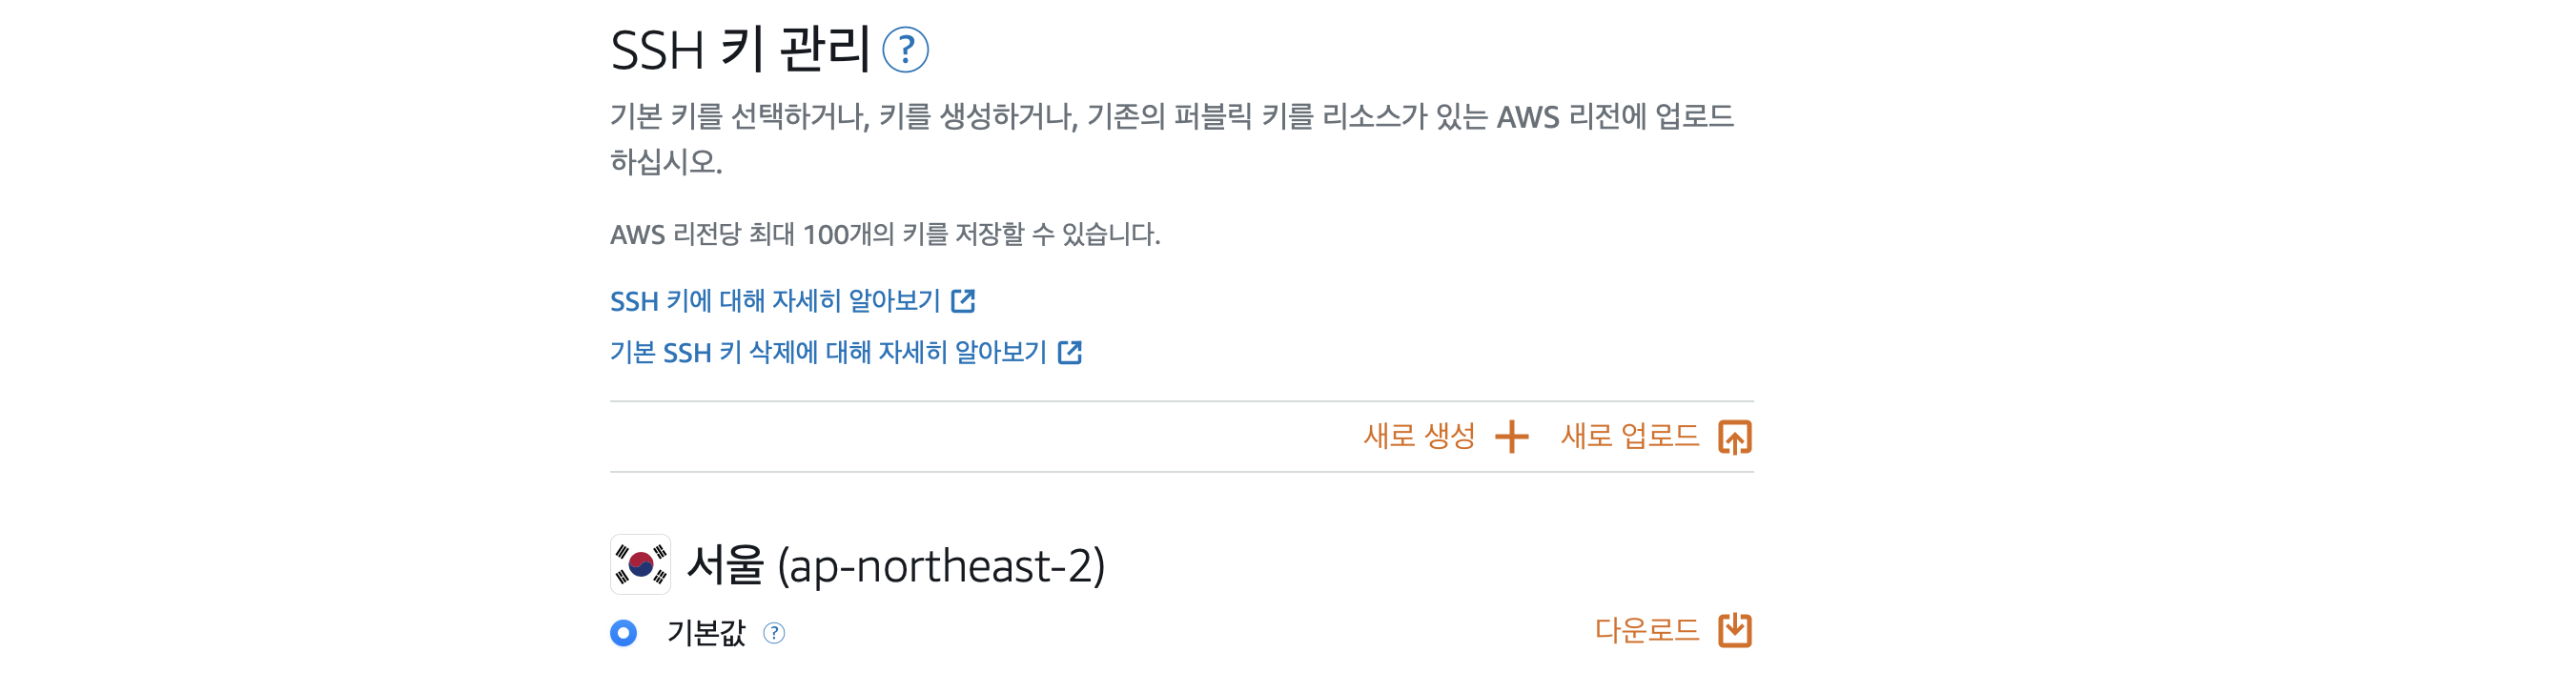 SSH 키 관리 ?
기본 키를 선택하거나, 키를 생성하거나, 기존의 퍼블릭 키를 리소스가 있는 AWS 리전에 업로드
하십시오.
AWS 리전당 최대 100개의 키를 저장할 수 있습니다.
SSH 키에 대해 자세히 알아보기
기본 SSH 키 삭제에 대해 자세히 알아보기
새로 생성 + 새로 업로드
서울 (ap-northeast-2)
기본값 ? 다운로드